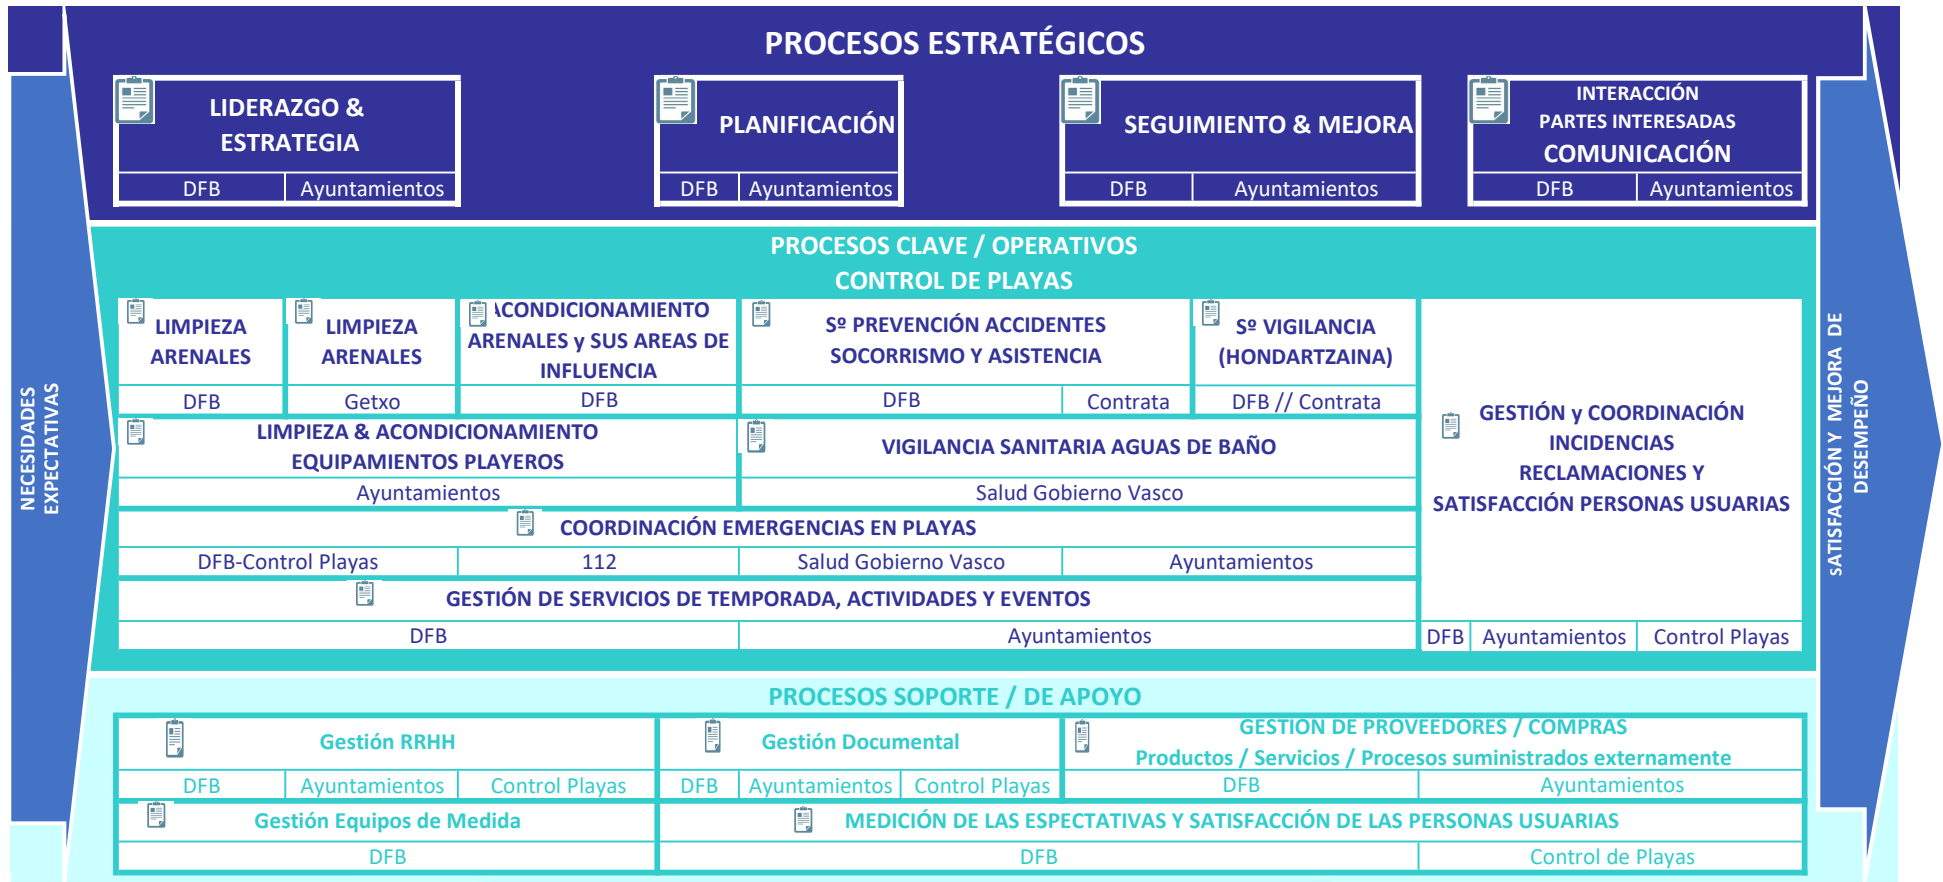 PROCESOS ESTRATÉGICOS
LIDERAZGO &
ESTRATEGIA
DFB
Ayuntamientos
PLANIFICACIÓN
DFB
Ayuntamientos
SEGUIMIENTO & MEJORA
DFB
Ayuntamientos
INTERACCIÓN
PARTES INTERESADAS
COMUNICACIÓN
DFB
Ayuntamientos
NECESIDADES
EXPECTATIVAS
PROCESOS CLAVE / OPERATIVOS
CONTROL DE PLAYAS
LIMPIEZA
ARENALES
DFB
LIMPIEZA
ARENALES
Getxo
ACONDICIONAMIENTO
ARENALES y SUS AREAS DE
INFLUENCIA
DFB
Sº PREVENCIÓN ACCIDENTES
SOCORRISMO Y ASISTENCIA
DFB
Contrata
Sº VIGILANCIA
(HONDARTZAINA)
DFB // Contrata
LIMPIEZA & ACONDICIONAMIENTO
EQUIPAMIENTOS PLAYEROS
Ayuntamientos
VIGILANCIA SANITARIA AGUAS DE BAÑO
Salud Gobierno Vasco
COORDINACIÓN EMERGENCIAS EN PLAYAS
DFB-Control Playas
112
Salud Gobierno Vasco
Ayuntamientos
GESTIÓN DE SERVICIOS DE TEMPORADA, ACTIVIDADES Y EVENTOS
DFB
Ayuntamientos
GESTIÓN y COORDINACIÓN
INCIDENCIAS
RECLAMACIONES Y
SATISFACCIÓN PERSONAS USUARIAS
DFB
Ayuntamientos
Control Playas
SATISFACCIÓN Y MEJORA DE
DESEMPEÑO
PROCESOS SOPORTE / DE APOYO
Gestión RRHH
DFB
Ayuntamientos
Control Playas
Gestión Documental
DFB
Ayuntamientos
Control Playas
GESTIÓN DE PROVEEDORES / COMPRAS
Productos / Servicios / Procesos suministrados externamente
DFB
Ayuntamientos
Gestión Equipos de Medida
DFB
MEDICIÓN DE LAS ESPECTATIVAS Y SATISFACCIÓN DE LAS PERSONAS USUARIAS
DFB
Control de Playas